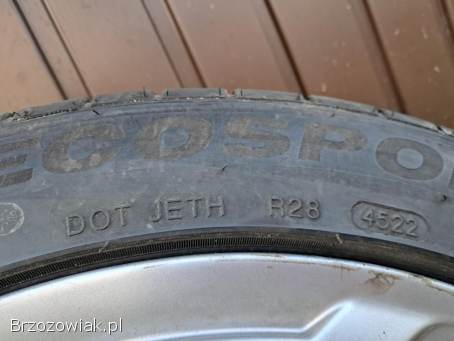 ECOSPO
DOT JETH R28 4522
Brzozowiak.pl